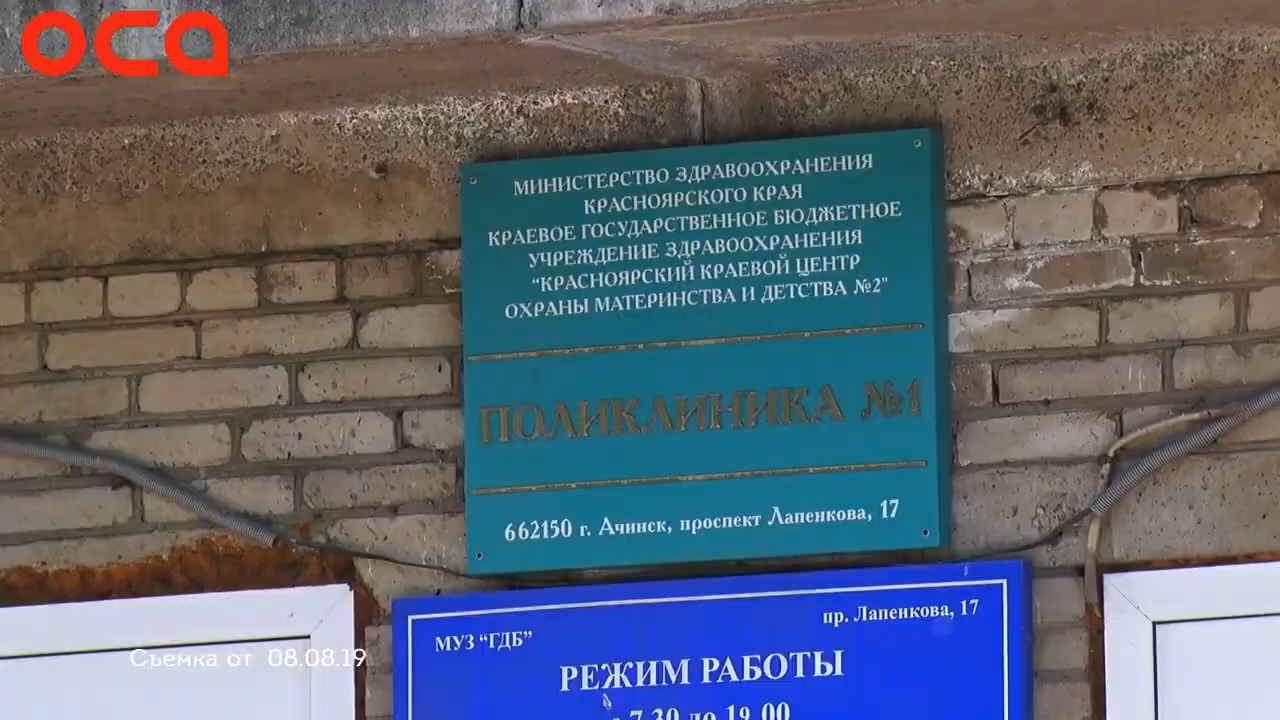 оса
МИНИСТЕРСТВО ЗДРАВООХРАНЕНИЯ
КРАСНОЯРСКОГО КРАЯ
КРАЕВОЕ ГОСУДАРСТВЕННОЕ БЮДЖЕТНОЕ
УЧРЕЖДЕНИЕ ЗДРАВООХРАНЕНИЯ
"КРАСНОЯРСКИЙ КРАЕВОЙ ЦЕНТР
ОХРАНЫ МАТЕРИНСТВА И ДЕТСТВА №2"
ПОЛИКЛИНИКА №1
662150 г. Ачинск, проспект Лапенкова, 17
МУЗ "ГДБ"
пр. Лапенкова, 17
РЕЖИМ РАБОТЫ
с 7.30 до 19.00
Съемка от 08.08.19